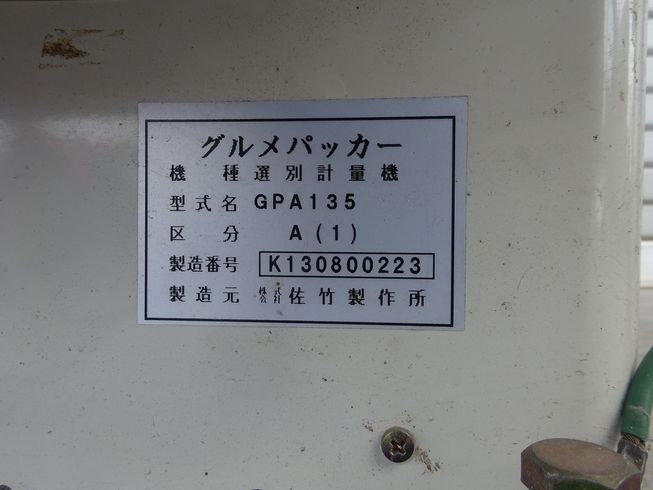 グルメパッカー
機種 選別計量機
型式名 GPA135
区分 A(1)
製造番号 K130800223
製造元 株式会社 佐竹製作所